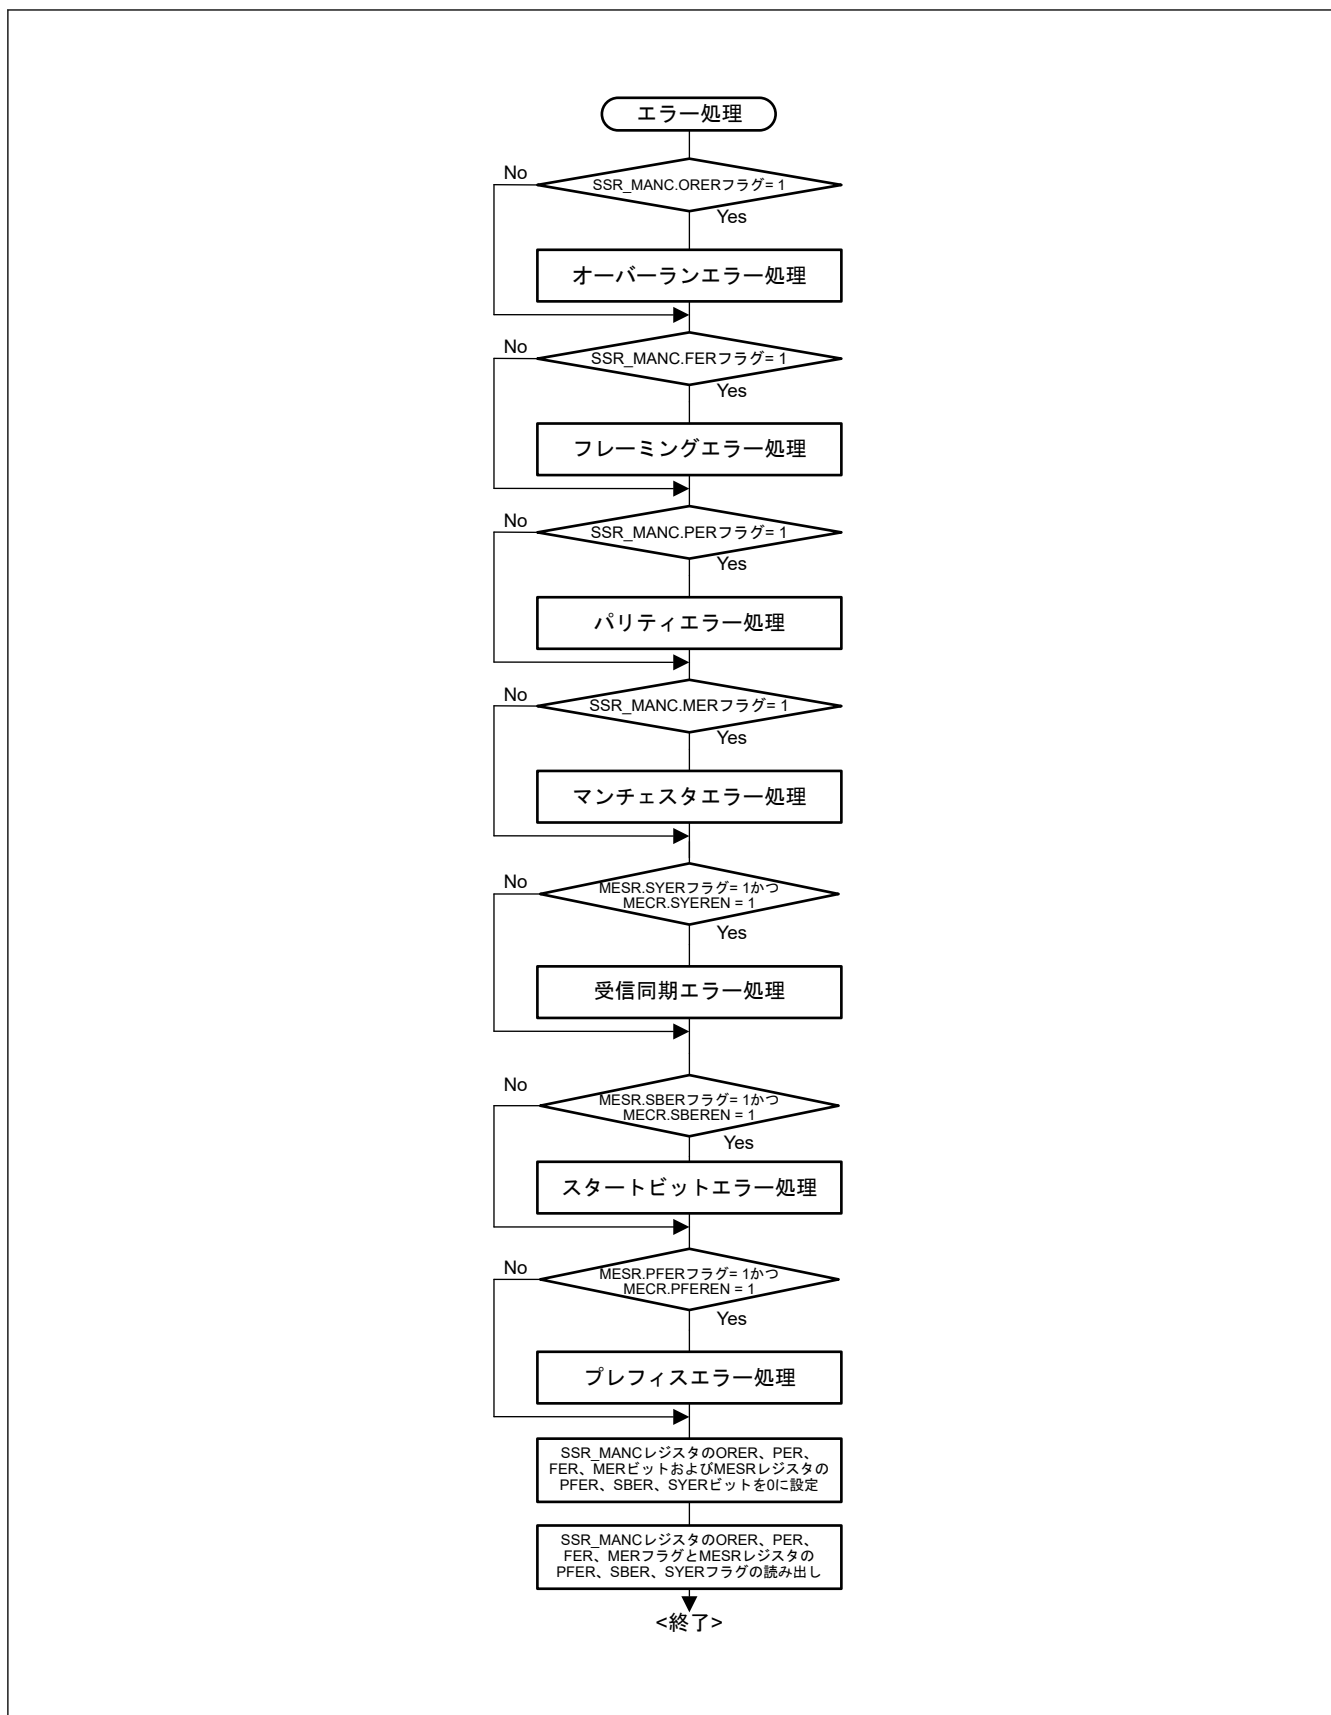 エラー処理
No
SSR_MANC.ORERフラグ= 1
Yes
オーバーランエラー処理
No
SSR_MANC.FERフラグ= 1
Yes
フレーミングエラー処理
No
SSR_MANC.PERフラグ= 1
Yes
パリティエラー処理
No
SSR_MANC.MERフラグ= 1
Yes
マンチェスタエラー処理
No
MESR.SYERフラグ= 1かつ
MECR.SYEREN = 1
Yes
受信同期エラー処理
No
MESR.SBERフラグ= 1かつ
MECR.SBEREN = 1
Yes
スタートビットエラー処理
No
MESR.PFERフラグ= 1かつ
MECR.PFEREN = 1
Yes
プレフィスエラー処理
SSR_MANCレジスタのORER、PER、
FER、MERビットおよびMESRレジスタの
PFER、SBER、SYERビットを0に設定
SSR_MANCレジスタのORER、PER、
FER、MERフラグとMESRレジスタの
PFER、SBER、SYERフラグの読み出し
<終了>